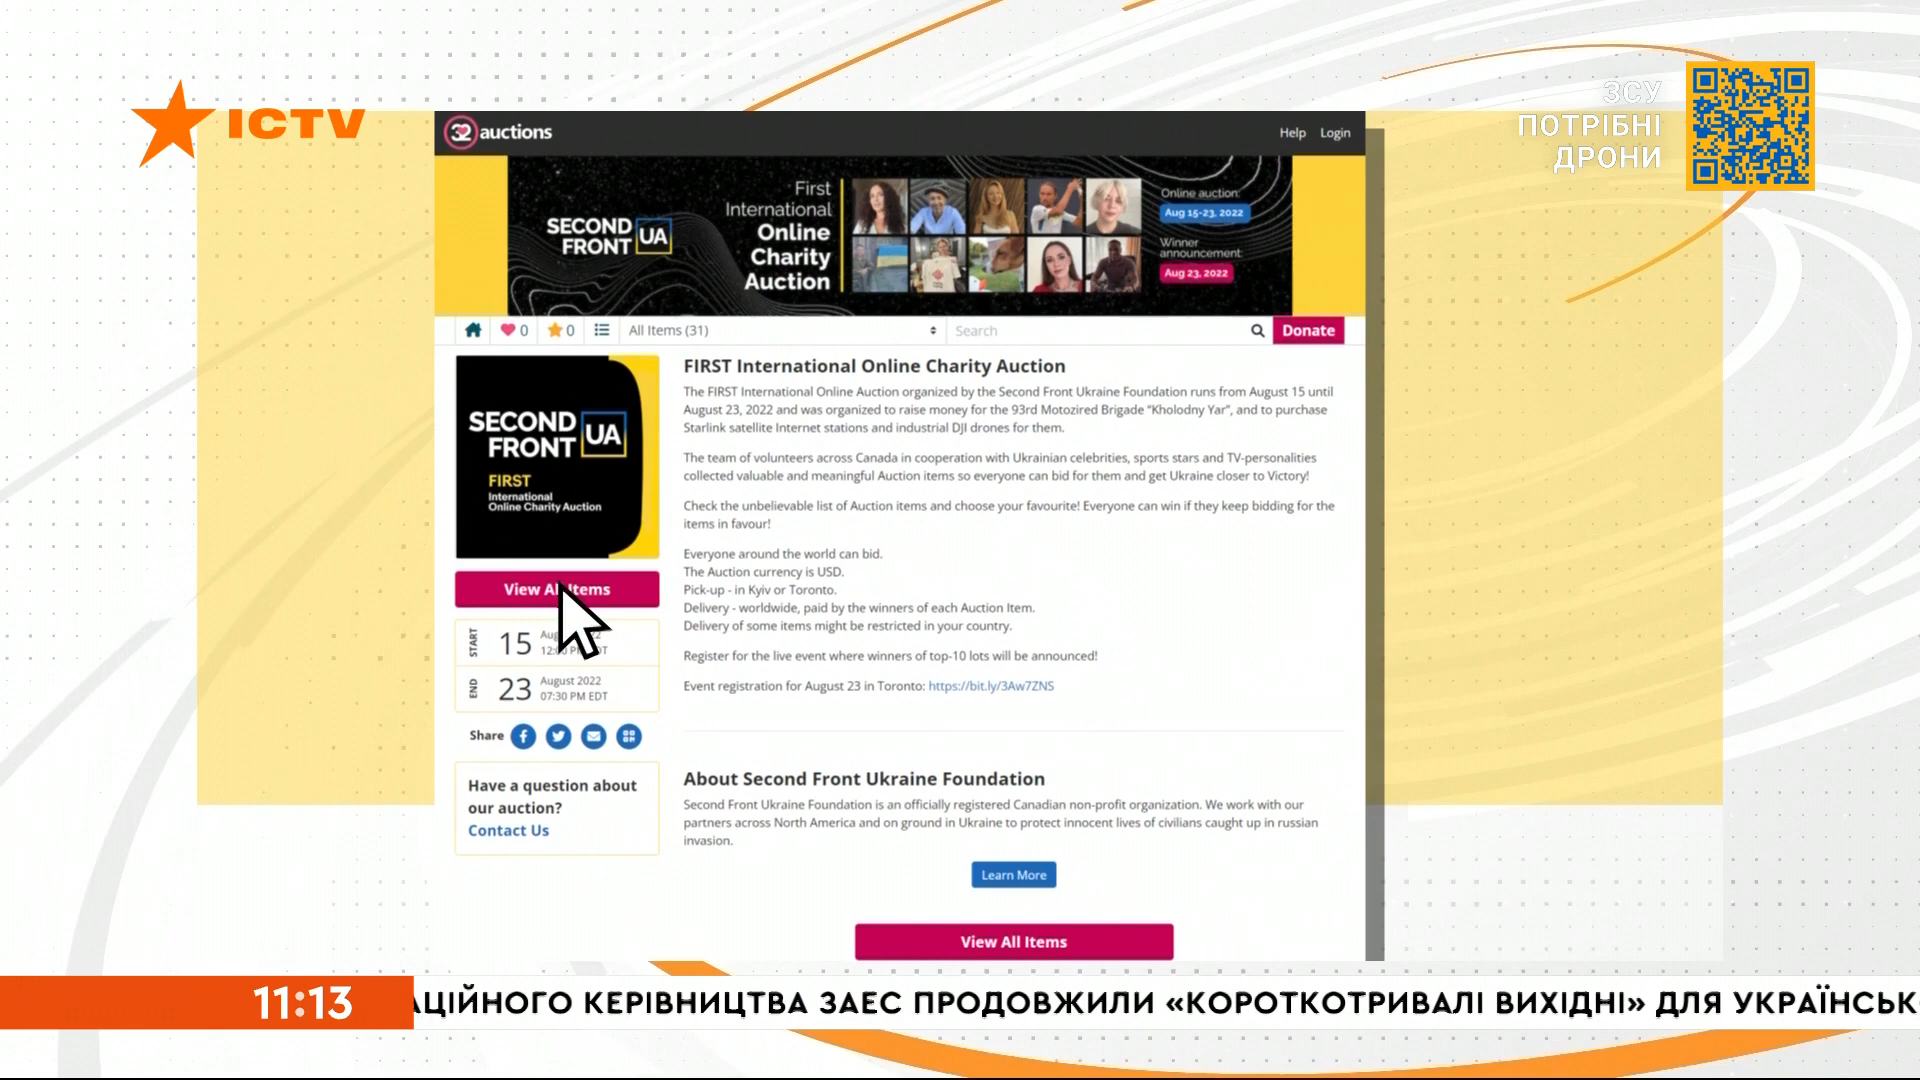 ICTV
ЗСУ
ПОТРІБНІ
ДРОНИ
32 auctions
Help Login
SECOND
FRONT UA
First
International
Online
Charity
Auction
Online auction:
Aug 15-23, 2022
Winner
announcement:
Aug 23, 2022
0 0 All Items (31) Search Donate
SECOND
FRONT UA
FIRST
International
Online Charity Auction
View All Items
START 15 August 2022
12:00 PM EDT
END 23 August 2022
07:30 PM EDT
Share
Have a question about
our auction?
Contact Us
FIRST International Online Charity Auction
The FIRST International Online Auction organized by the Second Front Ukraine Foundation runs from August 15 until
August 23, 2022 and was organized to raise money for the 93rd Motozired Brigade “Kholodny Yar”, and to purchase
Starlink satellite Internet stations and industrial DJI drones for them.
The team of volunteers across Canada in cooperation with Ukrainian celebrities, sports stars and TV-personalities
collected valuable and meaningful Auction items so everyone can bid for them and get Ukraine closer to Victory!
Check the unbelievable list of Auction items and choose your favourite! Everyone can win if they keep bidding for the
items in favour!
Everyone around the world can bid.
The Auction currency is USD.
Pick-up - in Kyiv or Toronto.
Delivery - worldwide, paid by the winners of each Auction Item.
Delivery of some items might be restricted in your country.
Register for the live event where winners of top-10 lots will be announced!
Event registration for August 23 in Toronto: https://bit.ly/3Aw7ZNS
About Second Front Ukraine Foundation
Second Front Ukraine Foundation is an officially registered Canadian non-profit organization. We work with our
partners across North America and on ground in Ukraine to protect innocent lives of civilians caught up in russian
invasion.
Learn More
View All Items
11:13 АЦІЙНОГО КЕРІВНИЦТВА ЗАЕС ПРОДОВЖИЛИ «КОРОТКОТРИВАЛІ ВИХІДНІ» ДЛЯ УКРАЇНСЬК